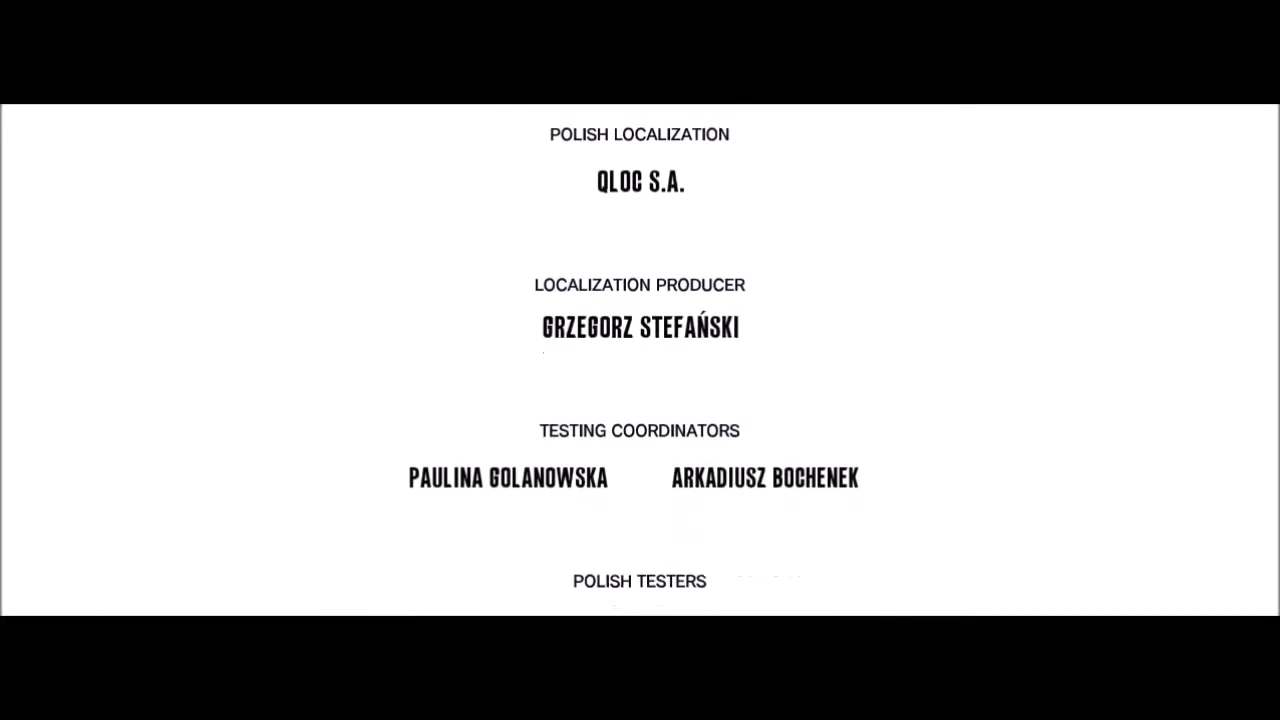 POLISH LOCALIZATION
QLOC S.A.
LOCALIZATION PRODUCER
GRZEGORZ STEFAŃSKI
TESTING COORDINATORS
PAULINA GOLANOWSKA ARKADIUSZ BOCHENEK
POLISH TESTERS